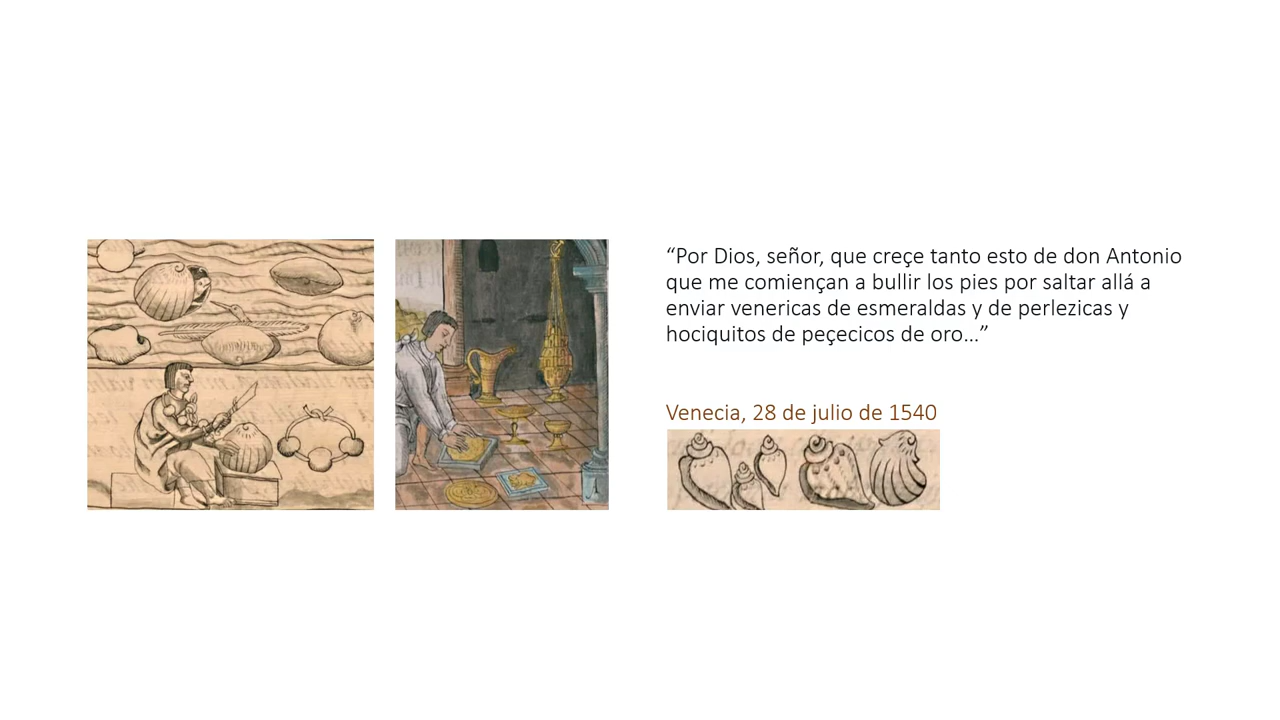 “Por Dios, señor, que creçe tanto esto de don Antonio
que me comiençan a bullir los pies por saltar allá a
enviar venericas de esmeraldas y de perlezicas y
hociquitos de peçecicos de oro…”
Venecia, 28 de julio de 1540